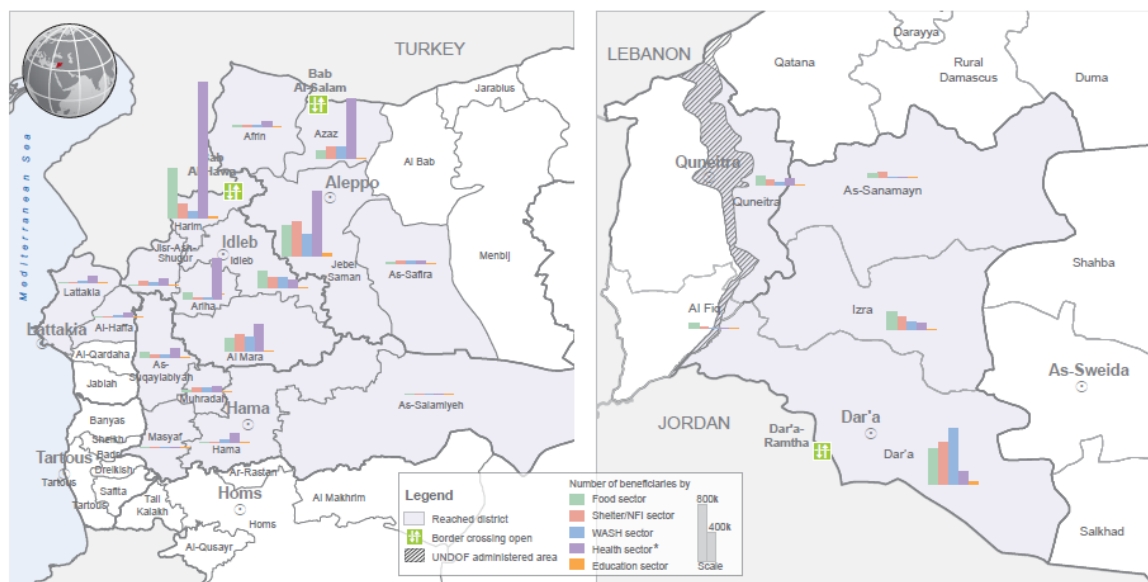 TURKEY
Bab
Al-Salam
Jarablus
Afrin
Azaz
Al Bab
Aleppo
Harim
Mediterranean Sea
Jisr-Ash-
Shugur
Idleb
Idleb
Menbij
Jebel
Saman
As-Safira
Lattakia
Ariha
Al-Haffa
Lattakia
Al-Qardaha
As-
Suqaylabiyah
Al Mara
Jablah
Muhradah
Hama
As-Salamiyeh
Banyas
Sheikh
Badr
Masyaf
Hama
Tartous
Dreikish
Tartous
Safita
Tartous
Tall
Kalakh
Ar-Rastan
Homs
Homs
Al Makhrim
Al-Qusayr
Legend
Reached district
Border crossing open
UNDOF administered area
Number of beneficiaries by
Food sector
Shelter/NFI sector
WASH sector
Health sector*
Education sector
800k
400k
Scale
LEBANON
Darayya
Qatana
Rural
Damascus
Duma
Quneitra
Quneitra
As-Sanamayn
Shahba
Al Fiq
Izra
As-Sweida
JORDAN
Dar'a-
Ramtha
Dar'a
Dar'a
Salkhad